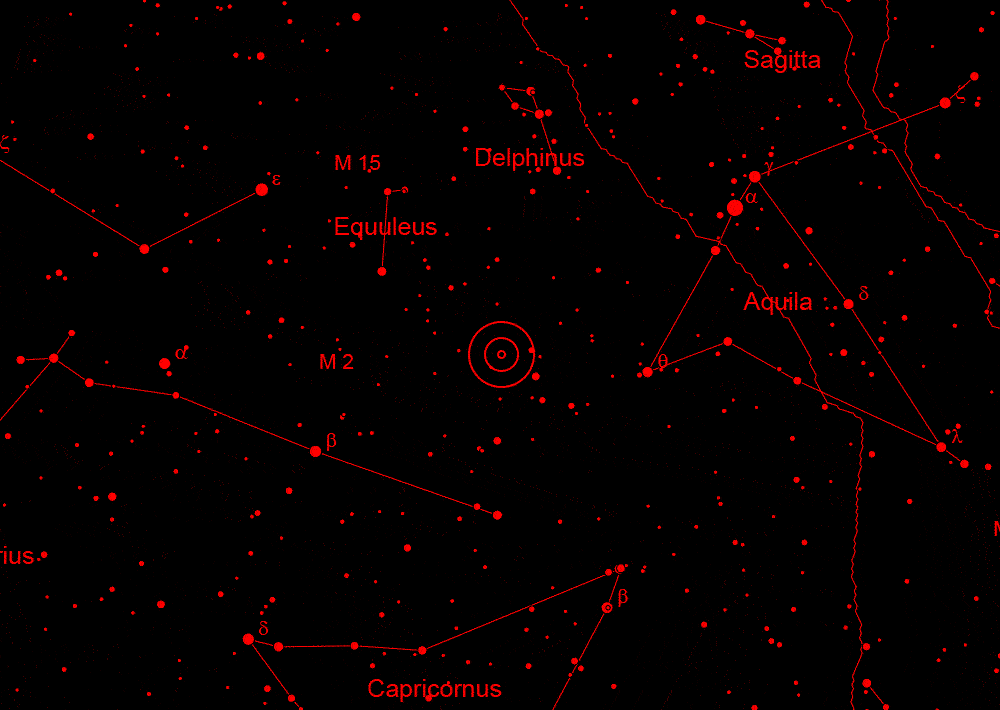 Sagitta
ζ
ζ
Delphinus
M 15
γ
ε
α
Equuleus
Aquila
δ
α
M 2
θ
β
λ
rius
β
δ
Capricornus